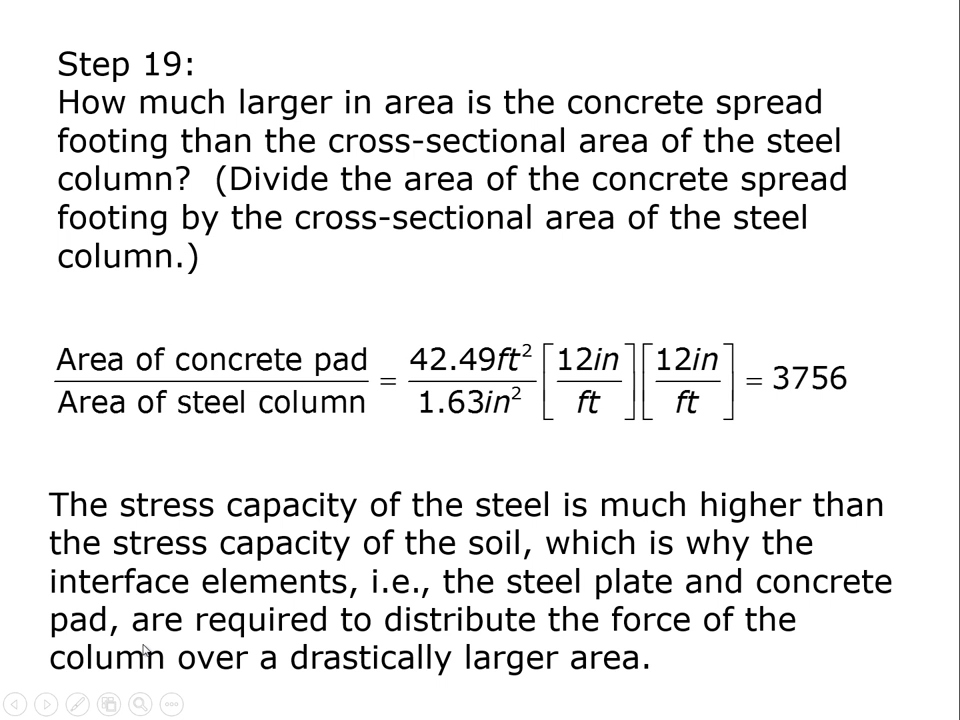 Step 19:
How much larger in area is the concrete spread
footing than the cross-sectional area of the steel
column?  (Divide the area of the concrete spread
footing by the cross-sectional area of the steel
column.)
Area of concrete pad / Area of steel column = 42.49ft² / 1.63in² [12in / ft] [12in / ft] = 3756
The stress capacity of the steel is much higher than
the stress capacity of the soil, which is why the
interface elements, i.e., the steel plate and concrete
pad, are required to distribute the force of the
column over a drastically larger area.